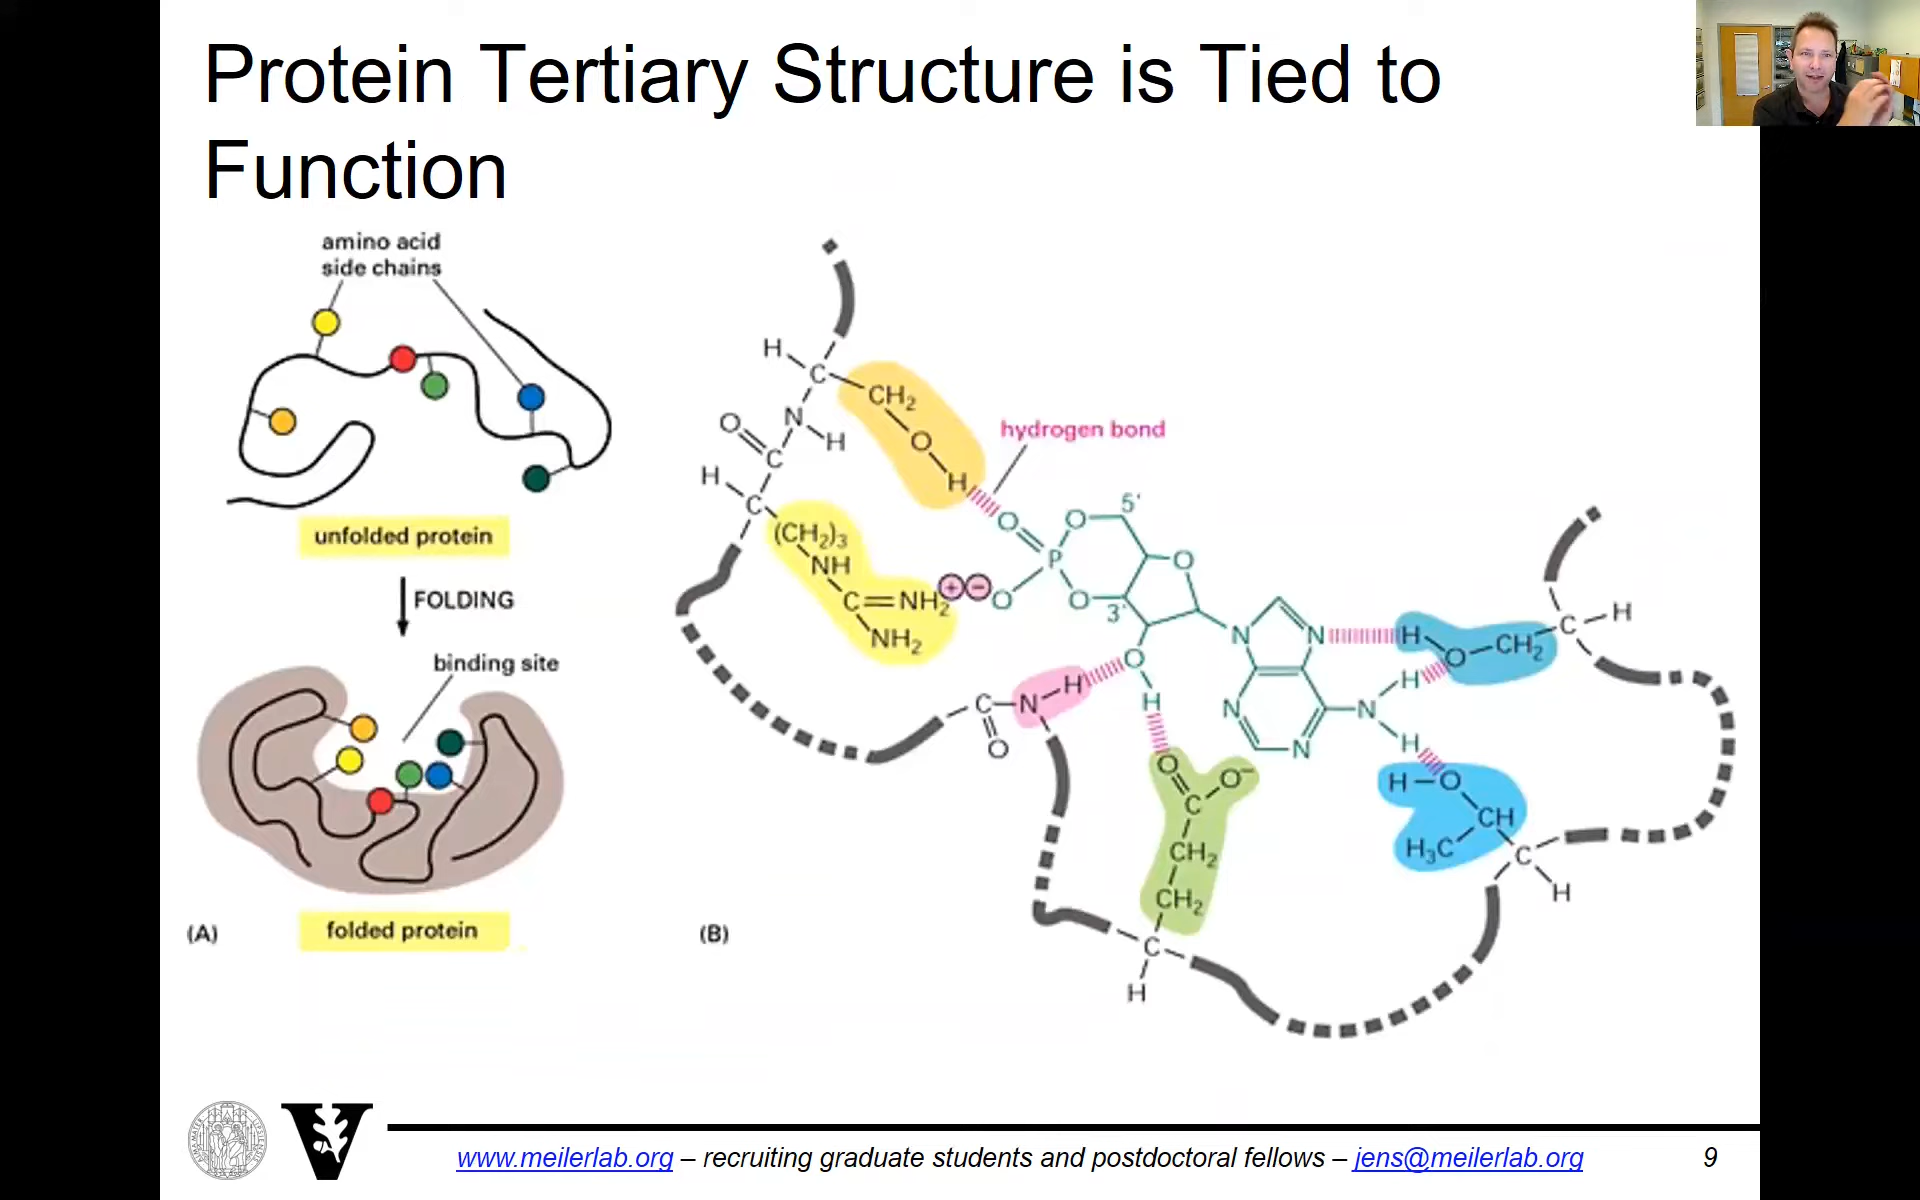 Protein Tertiary Structure is Tied to
Function
amino acid
side chains
unfolded protein
FOLDING
binding site
folded protein
(A)
(B)
hydrogen bond
H
C
CH₂
O
H
N
H
O
C
H
C
(CH₂)₃
NH
C=NH₂
NH₂
+ −
O
P
O
O
O
5'
3'
O
O
H
N
N
N
N
N
H
H
C
O
N
H
O
O⁻
C
CH₂
CH₂
C
H
H
O
CH₂
C
H
H
O
CH
H₃C
C
H
www.meilerlab.org – recruiting graduate students and postdoctoral fellows – jens@meilerlab.org
9